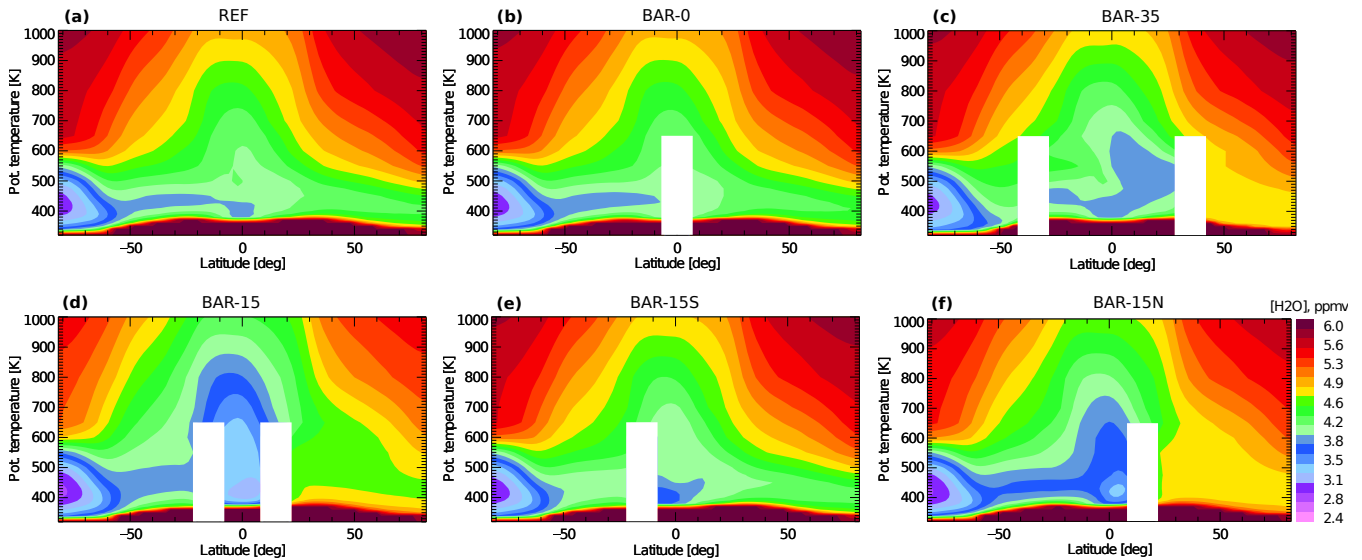 (a) REF
(b) BAR-0
(c) BAR-35
Pot. temperature [K]
1000
900
800
700
600
500
400
−50 0 50
Latitude [deg]
Pot. temperature [K]
1000
900
800
700
600
500
400
−50 0 50
Latitude [deg]
Pot. temperature [K]
1000
900
800
700
600
500
400
−50 0 50
Latitude [deg]
(d) BAR-15
(e) BAR-15S
(f) BAR-15N
Pot. temperature [K]
1000
900
800
700
600
500
400
−50 0 50
Latitude [deg]
Pot. temperature [K]
1000
900
800
700
600
500
400
−50 0 50
Latitude [deg]
Pot. temperature [K]
1000
900
800
700
600
500
400
−50 0 50
Latitude [deg]
[H2O], ppmv
6.0
5.6
5.3
4.9
4.6
4.2
3.8
3.5
3.1
2.8
2.4